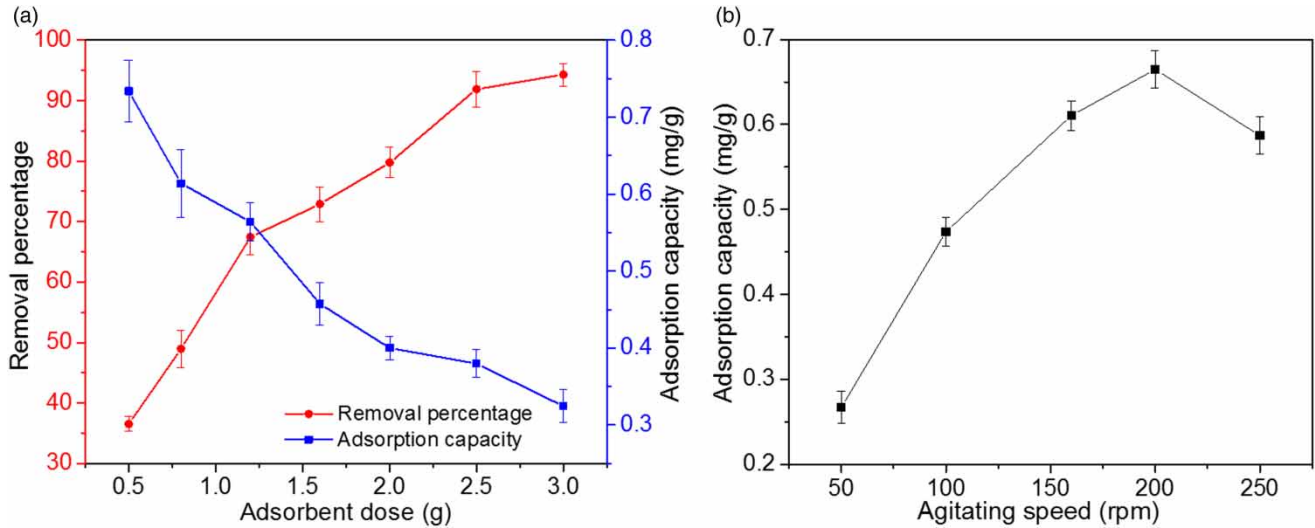 (a)
100
90
80
70
60
50
40
30
Removal percentage
0.8
0.7
0.6
0.5
0.4
0.3
Adsorption capacity (mg/g)
Removal percentage
Adsorption capacity
0.5 1.0 1.5 2.0 2.5 3.0
Adsorbent dose (g)
(b)
0.7
0.6
0.5
0.4
0.3
0.2
Adsorption capacity (mg/g)
50 100 150 200 250
Agitating speed (rpm)